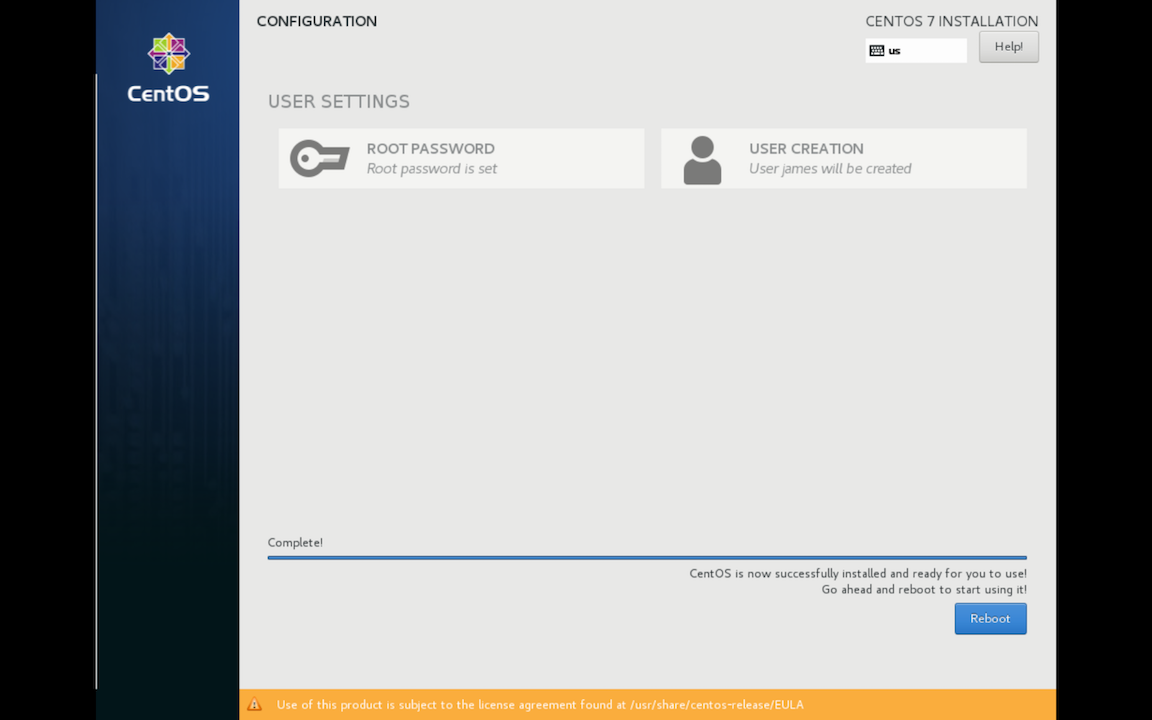 CentOS
CONFIGURATION
CENTOS 7 INSTALLATION
us
Help!
USER SETTINGS
ROOT PASSWORD
Root password is set
USER CREATION
User james will be created
Complete!
CentOS is now successfully installed and ready for you to use!
Go ahead and reboot to start using it!
Reboot
Use of this product is subject to the license agreement found at /usr/share/centos-release/EULA